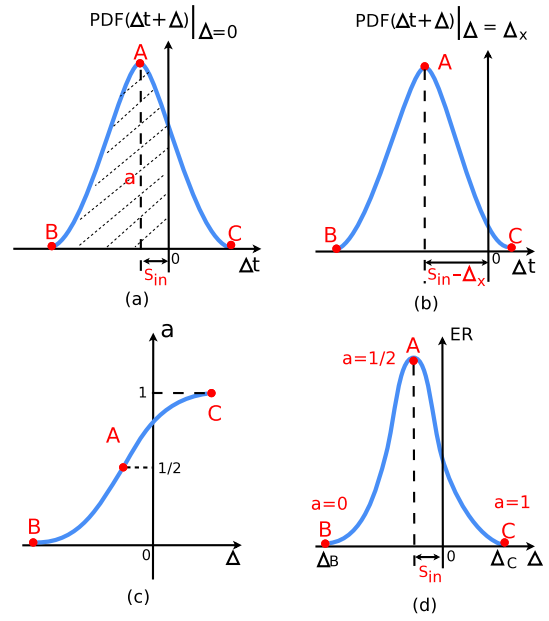 PDF(Δt+Δ)|Δ=0
A
a
B
C
0
Δt
Sin
(a)
PDF(Δt+Δ)|Δ = Δx
A
B
C
0
Δt
Sin-Δx
(b)
a
1
C
A
1/2
B
0
Δ
(c)
ER
A
a=1/2
a=0
a=1
B
C
ΔB
0
ΔC
Δ
Sin
(d)